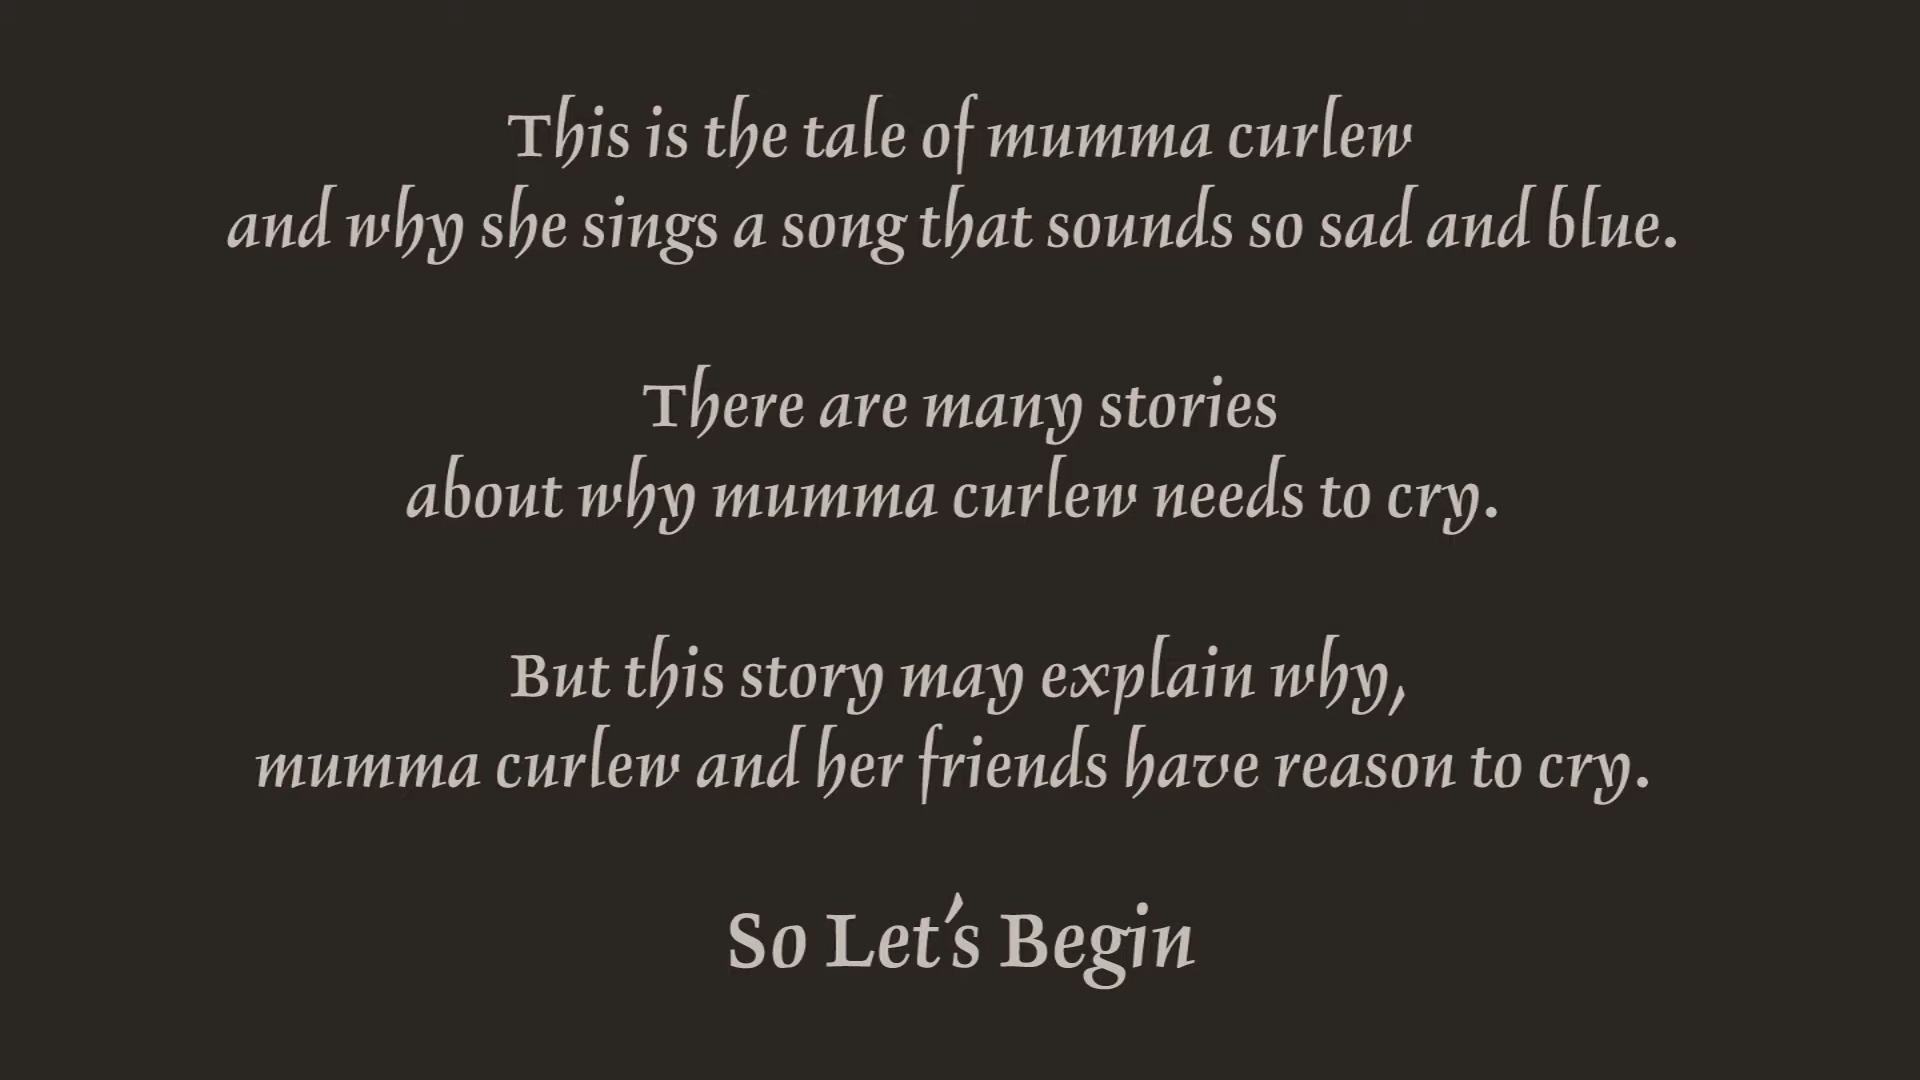 This is the tale of mumma curlew
and why she sings a song that sounds so sad and blue.
There are many stories
about why mumma curlew needs to cry.
But this story may explain why,
mumma curlew and her friends have reason to cry.
So Let's Begin